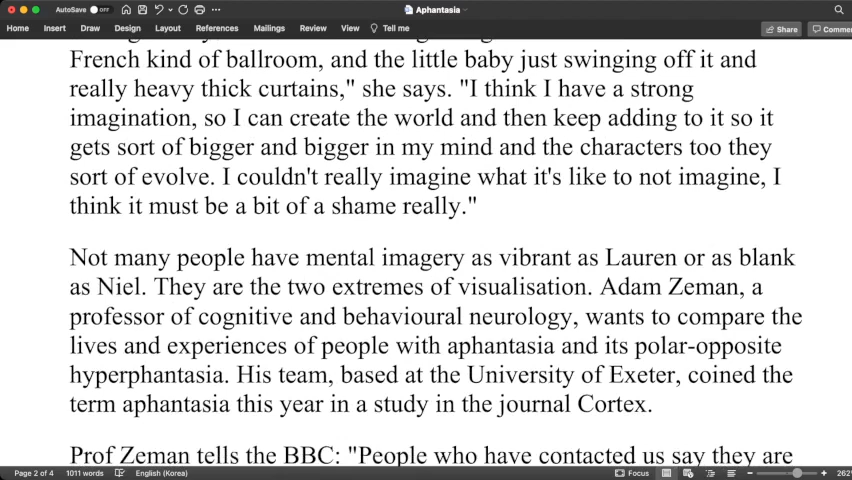 AutoSave OFF
Aphantasia
Home Insert Draw Design Layout References Mailings Review View Tell me Share Commen
French kind of ballroom, and the little baby just swinging off it and
really heavy thick curtains," she says. "I think I have a strong
imagination, so I can create the world and then keep adding to it so it
gets sort of bigger and bigger in my mind and the characters too they
sort of evolve. I couldn't really imagine what it's like to not imagine, I
think it must be a bit of a shame really."
Not many people have mental imagery as vibrant as Lauren or as blank
as Niel. They are the two extremes of visualisation. Adam Zeman, a
professor of cognitive and behavioural neurology, wants to compare the
lives and experiences of people with aphantasia and its polar-opposite
hyperphantasia. His team, based at the University of Exeter, coined the
term aphantasia this year in a study in the journal Cortex.
Prof Zeman tells the BBC: "People who have contacted us say they are
Page 2 of 4 1011 words English (Korea) Focus 262